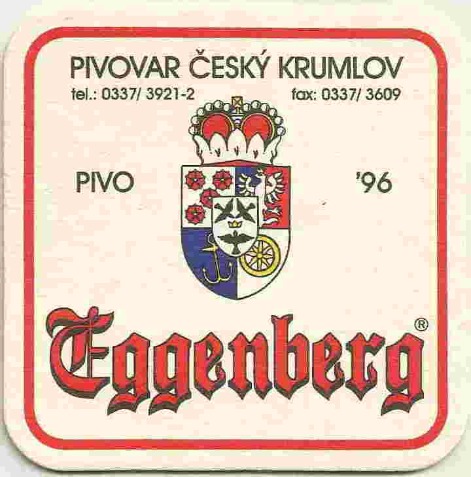 PIVOVAR ČESKÝ KRUMLOV
tel.: 0337/ 3921-2 fax: 0337/ 3609
PIVO '96
Eggenberg®